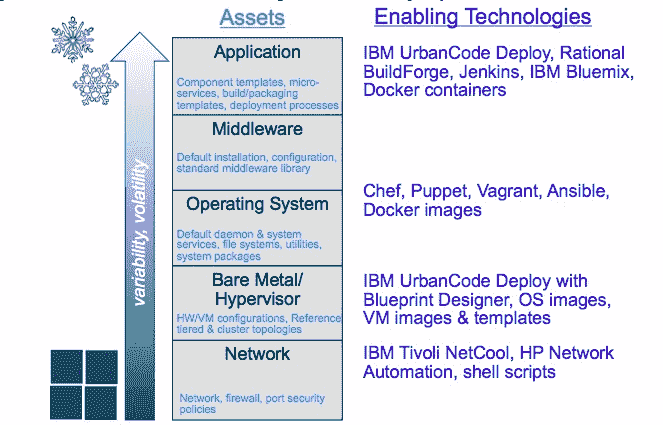 Assets
Enabling Technologies
Application
Component templates, micro-
services, build/packaging
templates, deployment processes
IBM UrbanCode Deploy, Rational
BuildForge, Jenkins, IBM Bluemix,
Docker containers
Middleware
Default installation, configuration,
standard middleware library
Chef, Puppet, Vagrant, Ansible,
Docker images
Operating System
Default daemon & system
services, file systems, utilities,
system packages
Bare Metal/
Hypervisor
HW/VM configurations, Reference
tiered & cluster topologies
IBM UrbanCode Deploy with
Blueprint Designer, OS images,
VM images & templates
Network
Network, firewall, port security
policies
IBM Tivoli NetCool, HP Network
Automation, shell scripts
variability, volatility